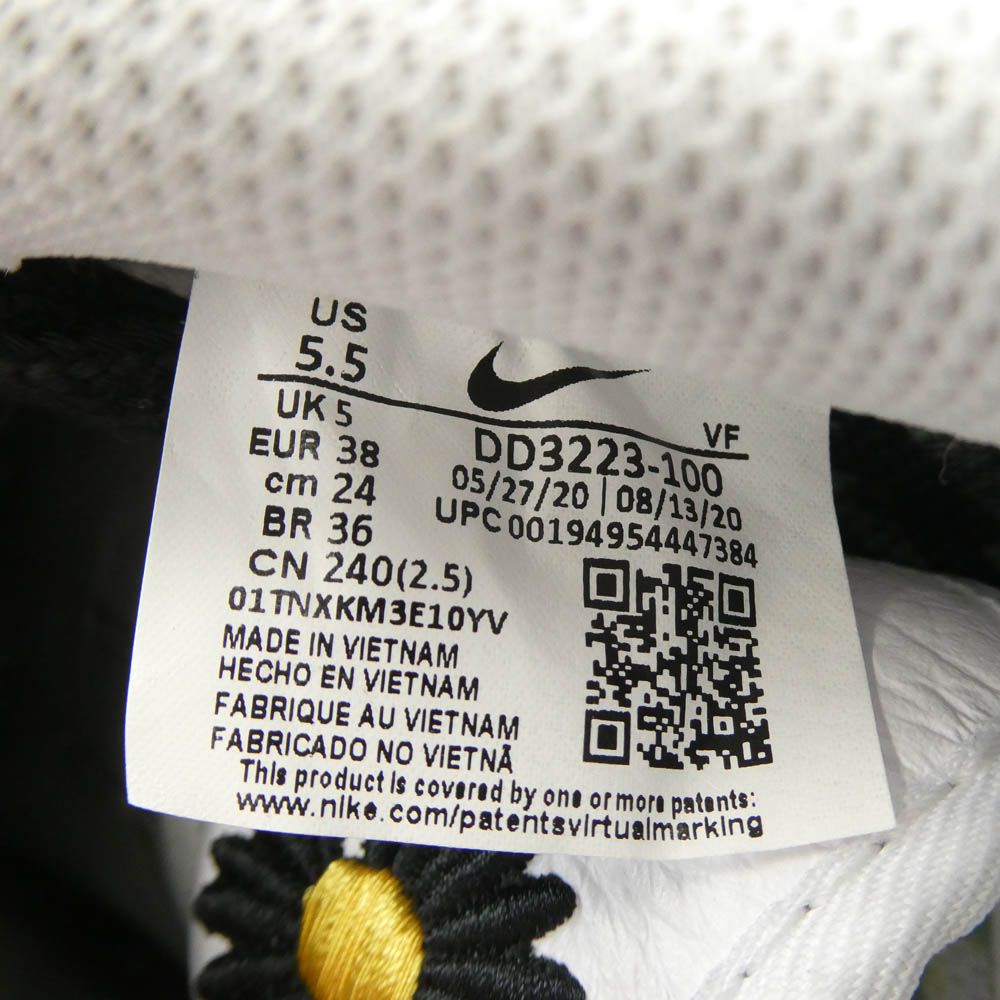 US
5.5
VF
UK 5
DD3223-100
EUR 38
05/27/20 | 08/13/20
cm 24
UPC 00194954447384
BR 36
CN 240(2.5)
01TNXKM3E10YV
MADE IN VIETNAM
HECHO EN VIETNAM
FABRIQUE AU VIETNAM
FABRICADO NO VIETNÃ
This product is covered by one or more patents:
www.nike.com/patentsvirtualmarking